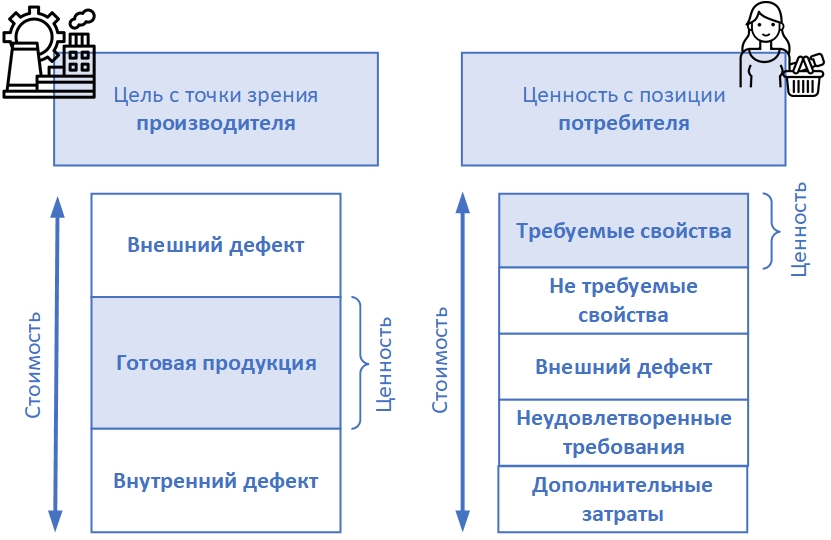 Цель с точки зрения
производителя
Стоимость
Внешний дефект
Готовая продукция
Внутренний дефект
Ценность
Ценность с позиции
потребителя
Стоимость
Требуемые свойства
Не требуемые
свойства
Внешний дефект
Неудовлетворенные
требования
Дополнительные
затраты
Ценность